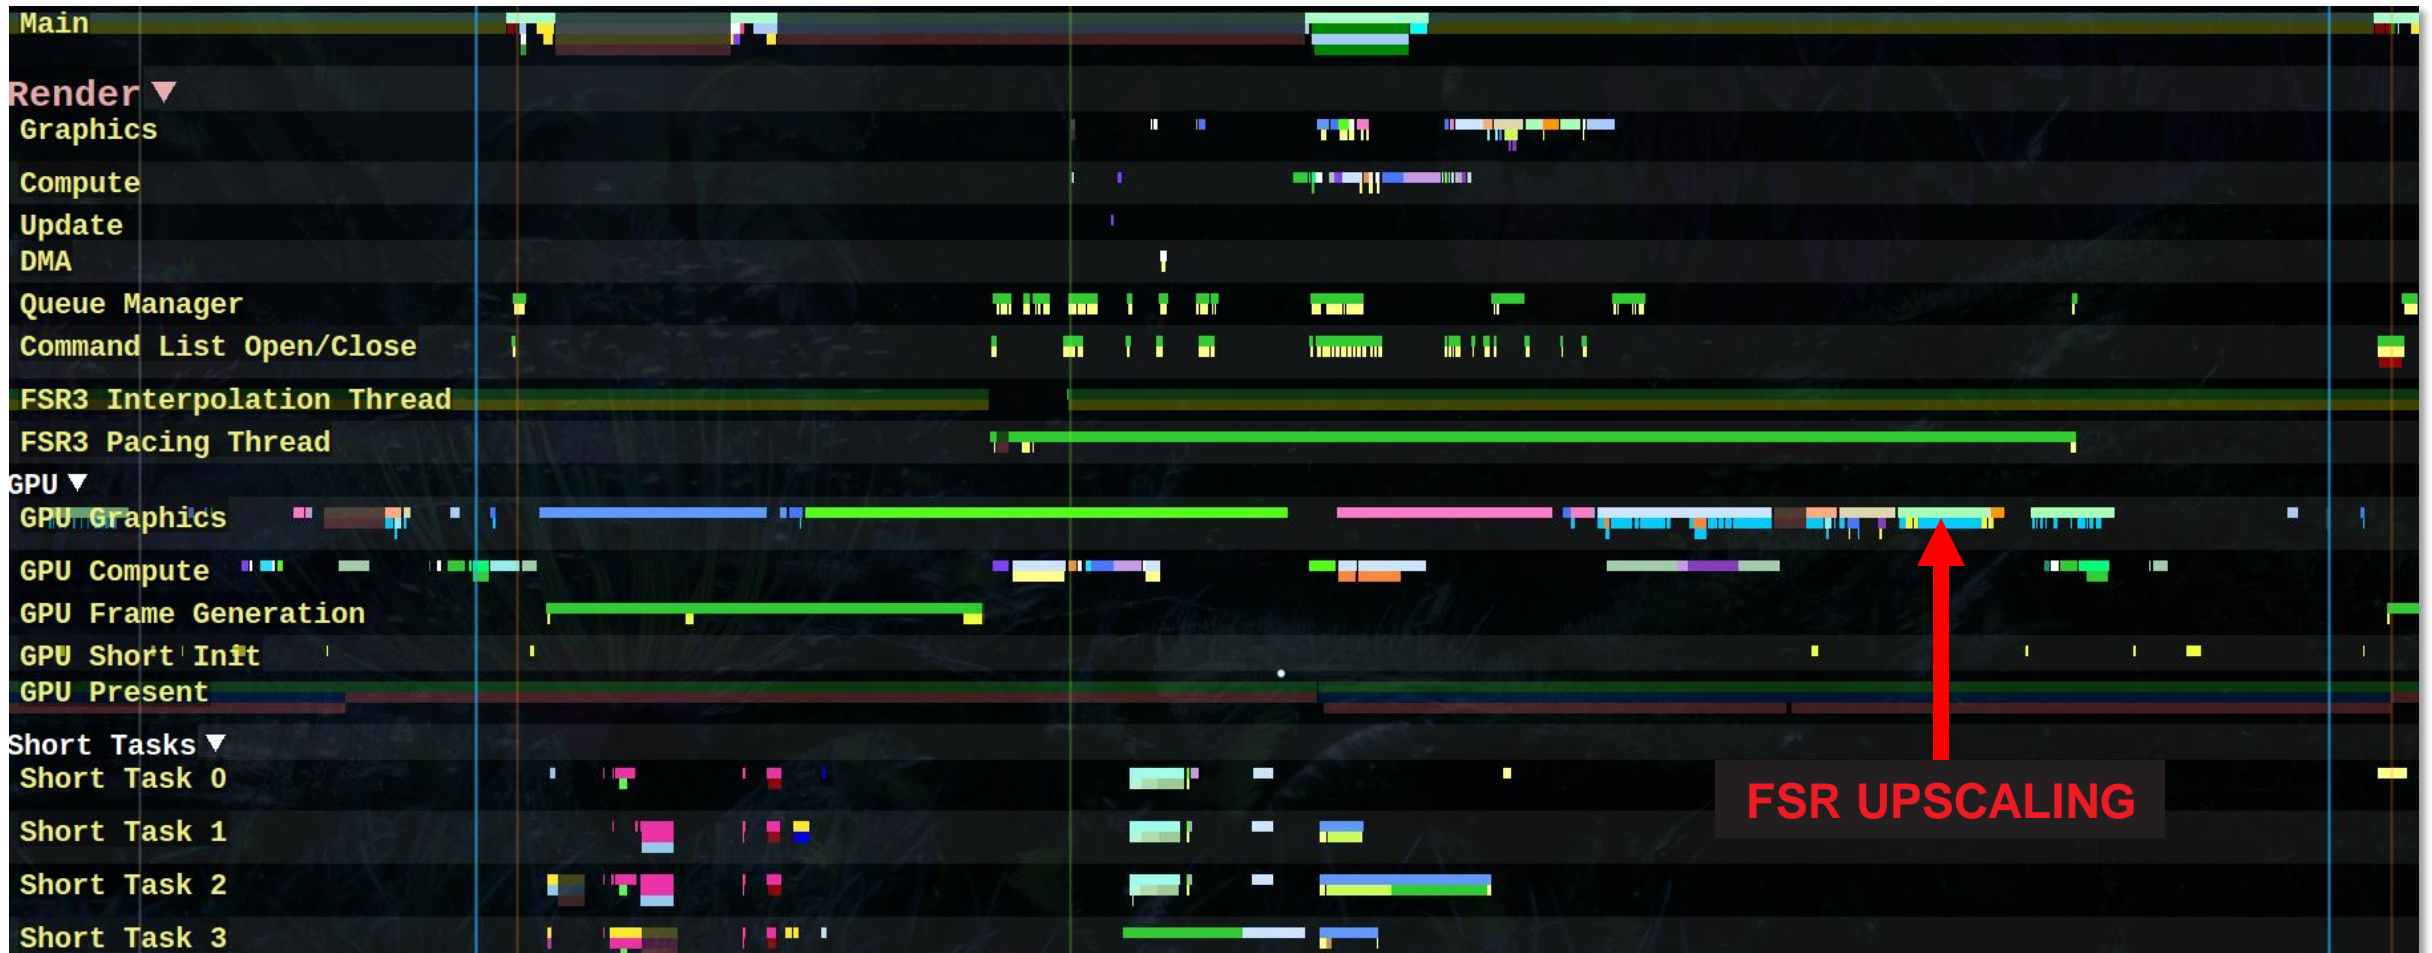 Main
Render ▼
Graphics
Compute
Update
DMA
Queue Manager
Command List Open/Close
FSR3 Interpolation Thread
FSR3 Pacing Thread
GPU ▼
GPU Graphics
GPU Compute
GPU Frame Generation
GPU Short Init
GPU Present
Short Tasks ▼
Short Task 0
FSR UPSCALING
Short Task 1
Short Task 2
Short Task 3